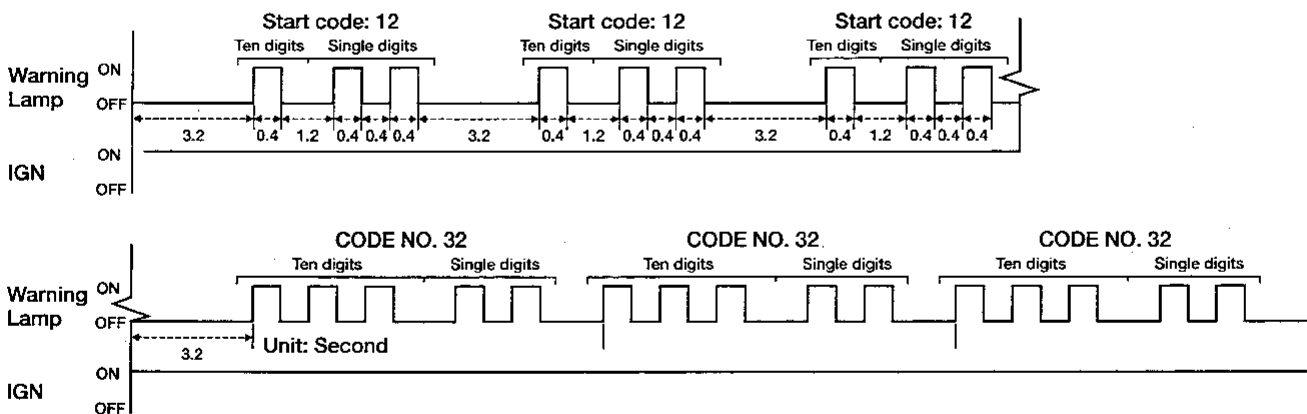 Start code: 12 Start code: 12 Start code: 12
Ten digits Single digits Ten digits Single digits Ten digits Single digits
Warning Lamp
ON
OFF
3.2 0.4 1.2 0.4 0.4 0.4 3.2 0.4 1.2 0.4 0.4 0.4 3.2 0.4 1.2 0.4 0.4 0.4
IGN
ON
OFF
CODE NO. 32 CODE NO. 32 CODE NO. 32
Ten digits Single digits Ten digits Single digits Ten digits Single digits
Warning Lamp
ON
OFF
3.2
Unit: Second
IGN
ON
OFF